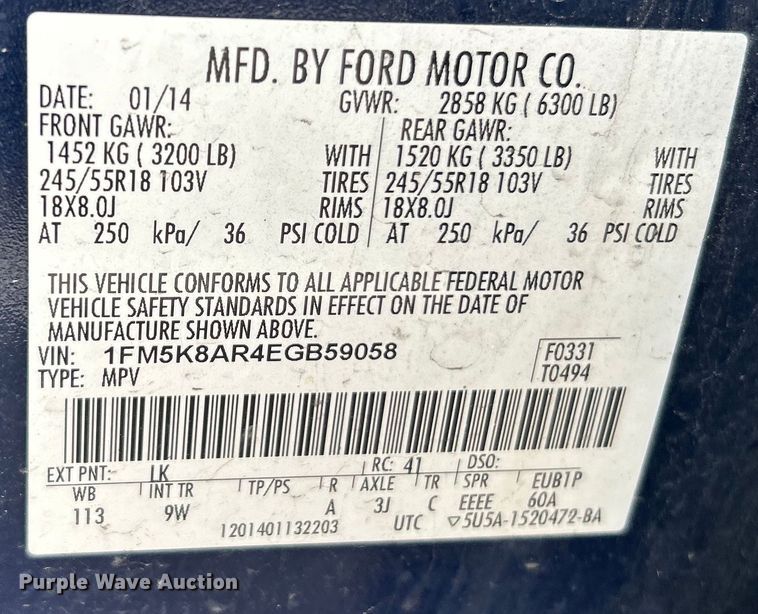 MFD. BY FORD MOTOR CO.
DATE: 01/14 GVWR: 2858 KG ( 6300 LB)
FRONT GAWR: REAR GAWR:
1452 KG ( 3200 LB) WITH 1520 KG ( 3350 LB) WITH
245/55R18 103V TIRES 245/55R18 103V TIRES
18X8.0J RIMS 18X8.0J RIMS
AT 250 kPa/ 36 PSI COLD AT 250 kPa/ 36 PSI COLD
THIS VEHICLE CONFORMS TO ALL APPLICABLE FEDERAL MOTOR
VEHICLE SAFETY STANDARDS IN EFFECT ON THE DATE OF
MANUFACTURE SHOWN ABOVE.
VIN: 1FM5K8AR4EGB59058 F0331
TYPE: MPV T0494
EXT PNT: LK RC: 41 DSO:
WB INT TR TP/PS R AXLE TR SPR EUB1P
113 9W A 3J C EEEE 60A
1201401132203 UTC ▽5U5A-1520472-BA
Purple Wave Auction